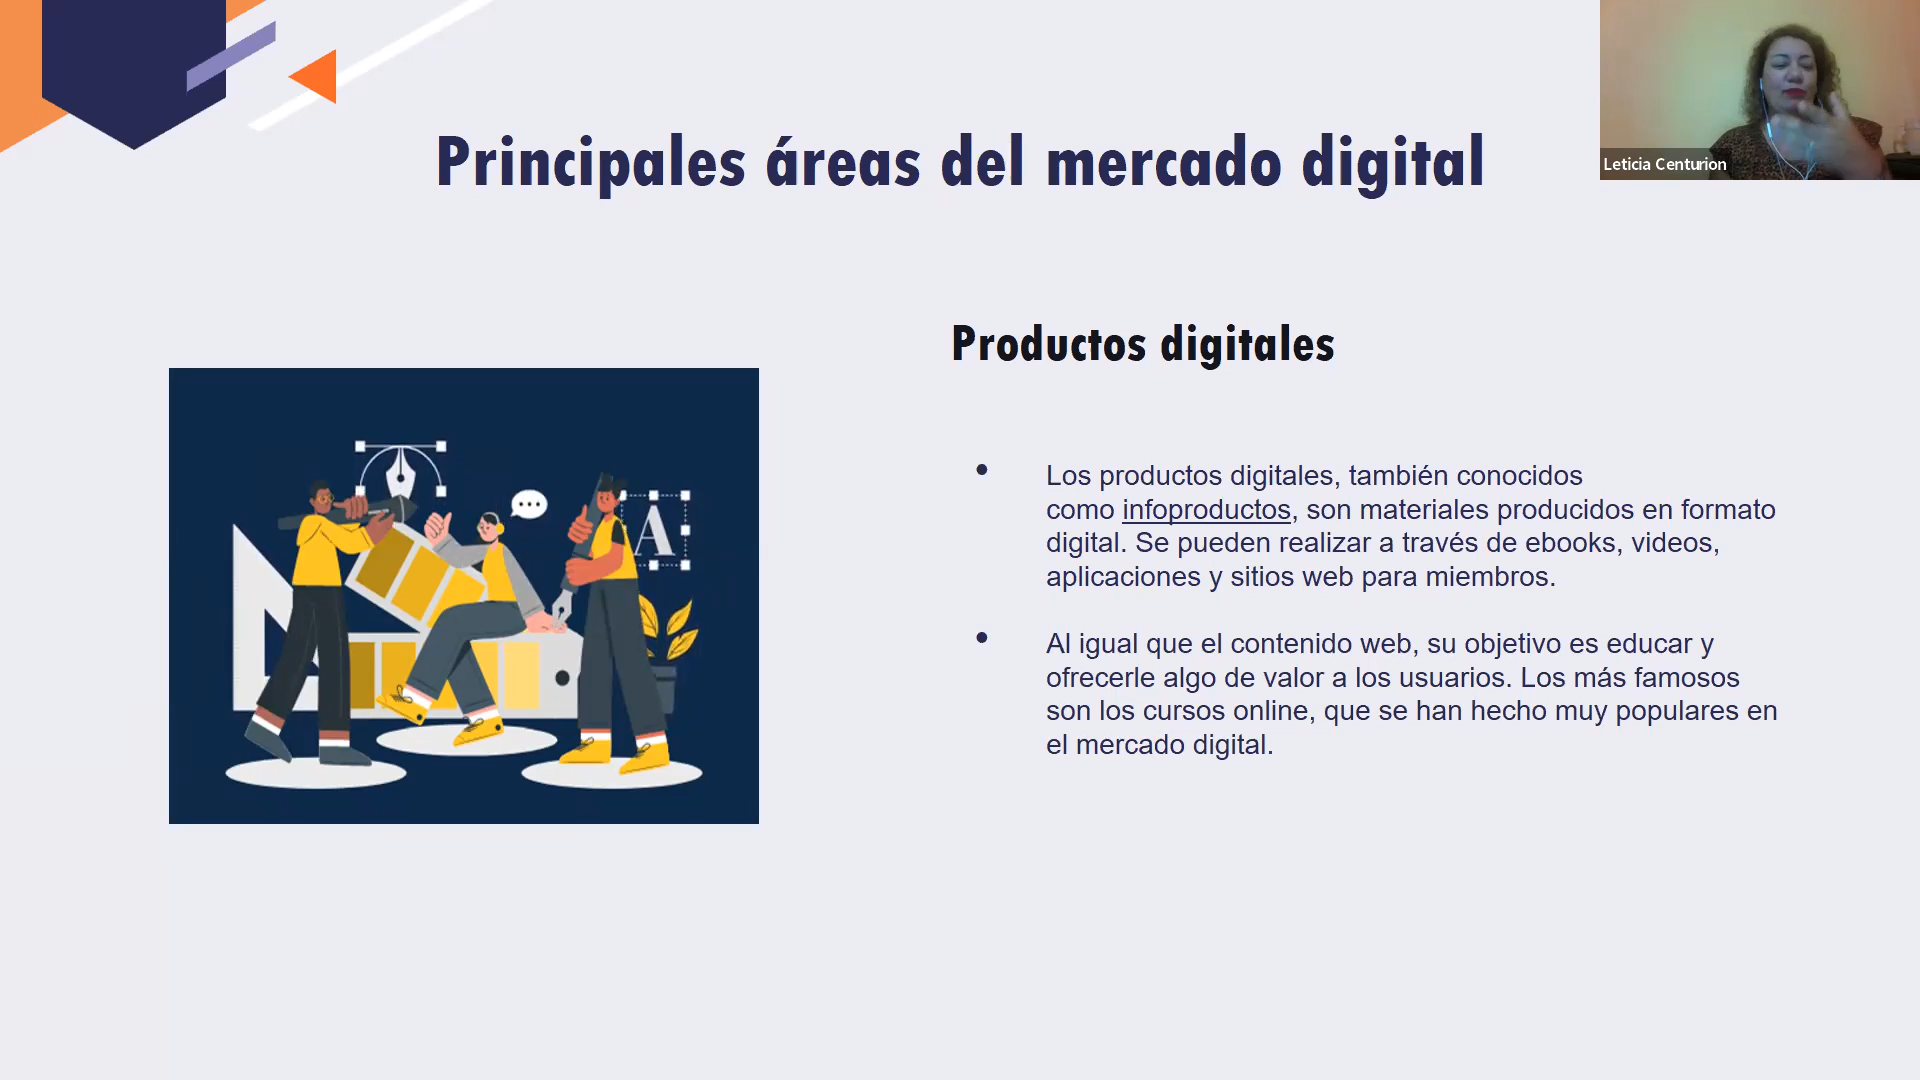 Principales áreas del mercado digital
Leticia Centurion
Productos digitales
• Los productos digitales, también conocidos
como infoproductos, son materiales producidos en formato
digital. Se pueden realizar a través de ebooks, videos,
aplicaciones y sitios web para miembros.
• Al igual que el contenido web, su objetivo es educar y
ofrecerle algo de valor a los usuarios. Los más famosos
son los cursos online, que se han hecho muy populares en
el mercado digital.
A